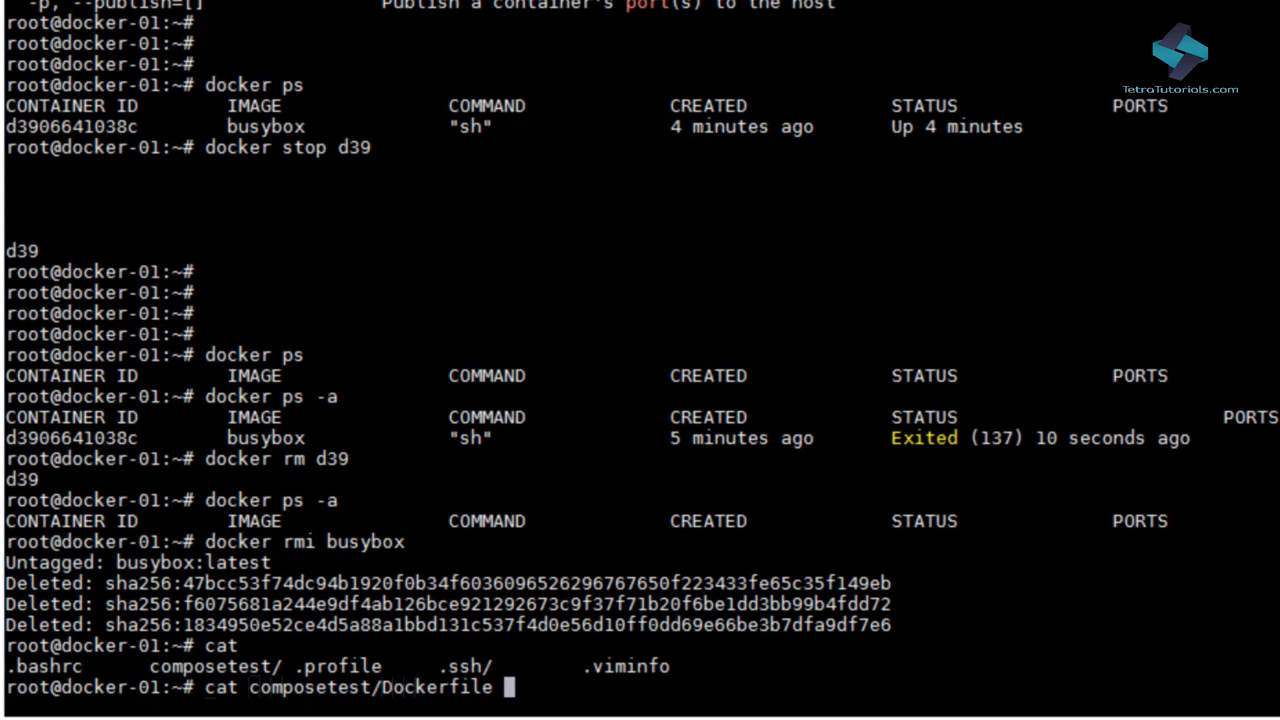 -p, --publish=[] Publish a container's port(s) to the host
root@docker-01:~#
root@docker-01:~#
root@docker-01:~#
root@docker-01:~# docker ps
CONTAINER ID IMAGE COMMAND CREATED STATUS PORTS
d3906641038c busybox "sh" 4 minutes ago Up 4 minutes
root@docker-01:~# docker stop d39
d39
root@docker-01:~#
root@docker-01:~#
root@docker-01:~#
root@docker-01:~#
root@docker-01:~# docker ps
CONTAINER ID IMAGE COMMAND CREATED STATUS PORTS
root@docker-01:~# docker ps -a
CONTAINER ID IMAGE COMMAND CREATED STATUS PORTS
d3906641038c busybox "sh" 5 minutes ago Exited (137) 10 seconds ago
root@docker-01:~# docker rm d39
d39
root@docker-01:~# docker ps -a
CONTAINER ID IMAGE COMMAND CREATED STATUS PORTS
root@docker-01:~# docker rmi busybox
Untagged: busybox:latest
Deleted: sha256:47bcc53f74dc94b1920f0b34f6036096526296767650f223433fe65c35f149eb
Deleted: sha256:f6075681a244e9df4ab126bce921292673c9f37f71b20f6be1dd3bb99b4fdd72
Deleted: sha256:1834950e52ce4d5a88a1bbd131c537f4d0e56d10ff0dd69e66be3b7dfa9df7e6
root@docker-01:~# cat
.bashrc composetest/ .profile .ssh/ .viminfo
root@docker-01:~# cat composetest/Dockerfile
TetraTutorials.com